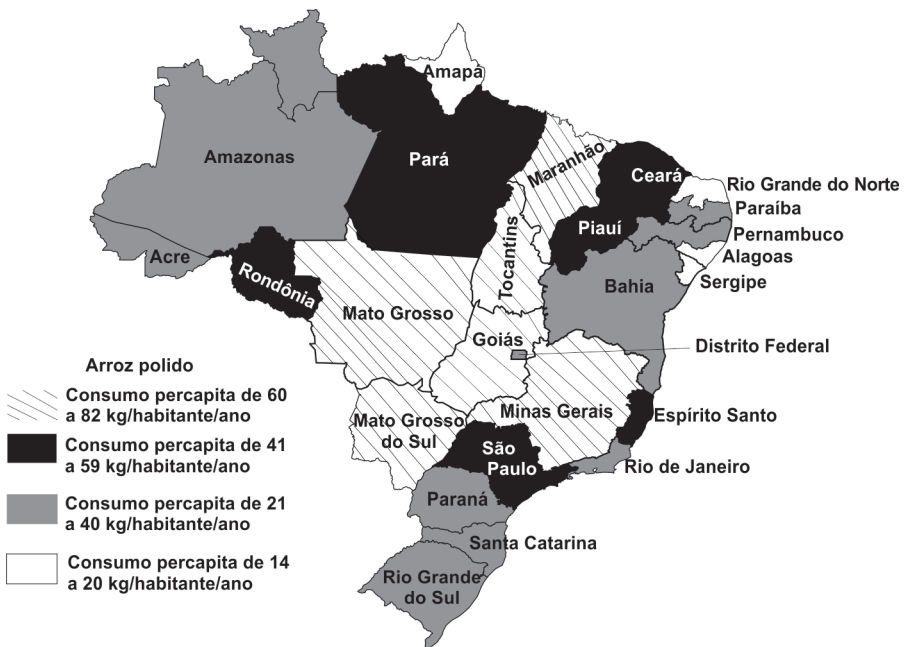 Amapá
Amazonas
Pará
Maranhão
Ceará
Rio Grande do Norte
Paraíba
Piauí
Pernambuco
Acre
Alagoas
Tocantins
Rondônia
Bahia
Sergipe
Mato Grosso
Goiás
Distrito Federal
Arroz polido
Consumo percapita de 60
a 82 kg/habitante/ano
Consumo percapita de 41
a 59 kg/habitante/ano
Consumo percapita de 21
a 40 kg/habitante/ano
Consumo percapita de 14
a 20 kg/habitante/ano
Mato Grosso
do Sul
Minas Gerais
Espírito Santo
São
Paulo
Rio de Janeiro
Paraná
Santa Catarina
Rio Grande
do Sul